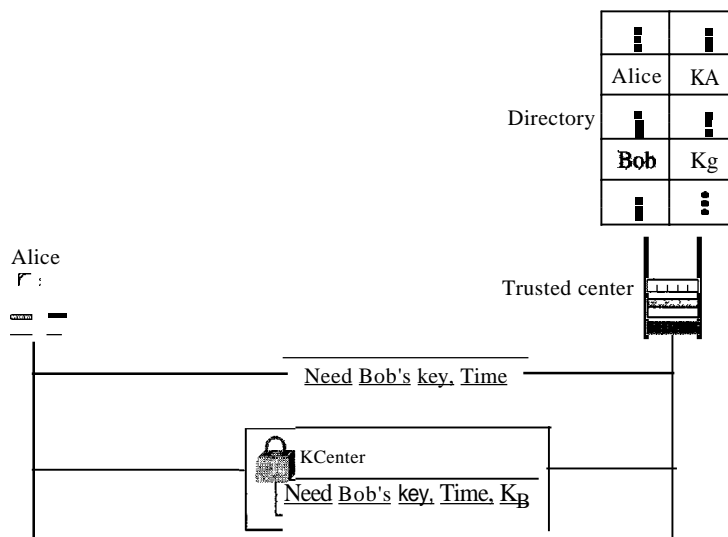 Alice KA
Directory
Bob Kg
Alice
Trusted center
Need Bob's key, Time
KCenter
Need Bob's key, Time, KB